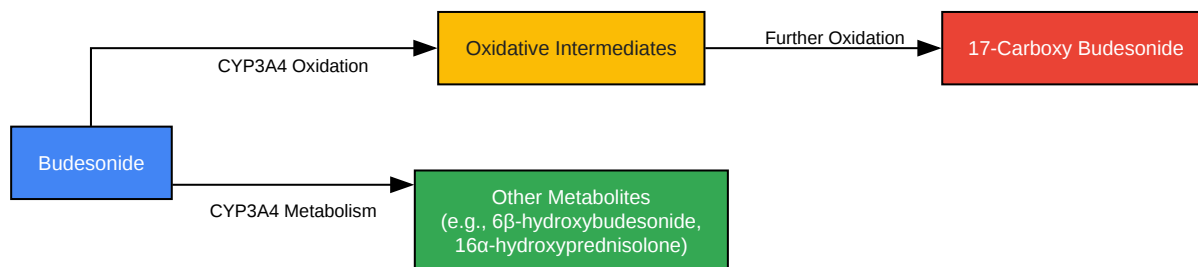 Oxidative Intermediates
Further Oxidation
17-Carboxy Budesonide
CYP3A4 Oxidation
Budesonide
CYP3A4 Metabolism
Other Metabolites
(e.g., 6β-hydroxybudesonide,
16α-hydroxyprednisolone)